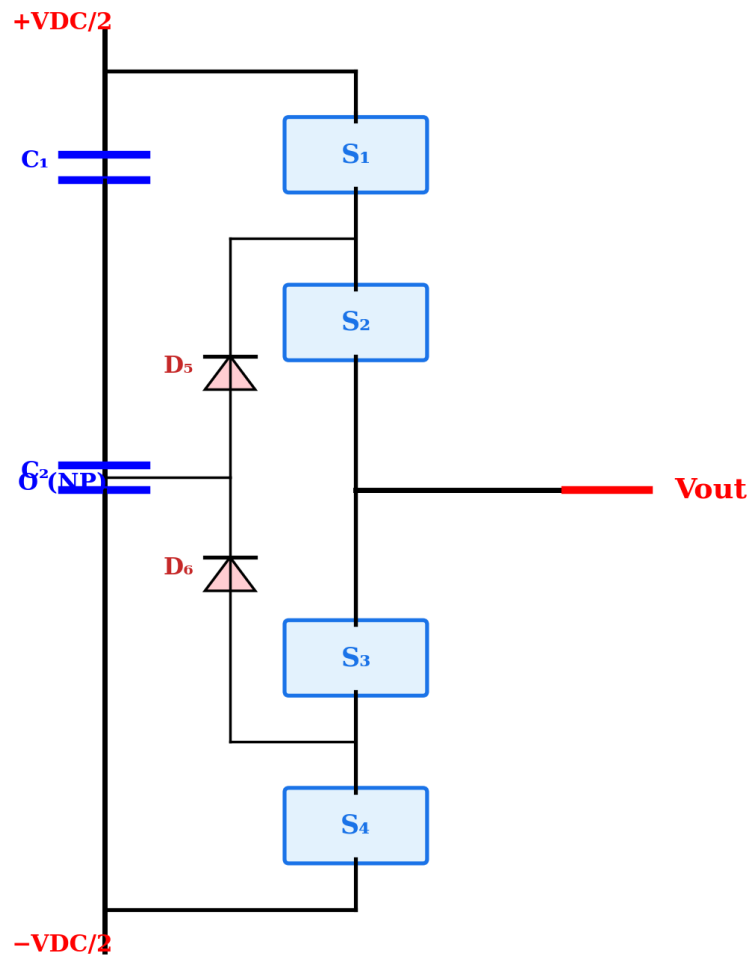 +VDC/2
C₁
S₁
S₂
D₅
C₂
O (NP)
Vout
D₆
S₃
S₄
−VDC/2